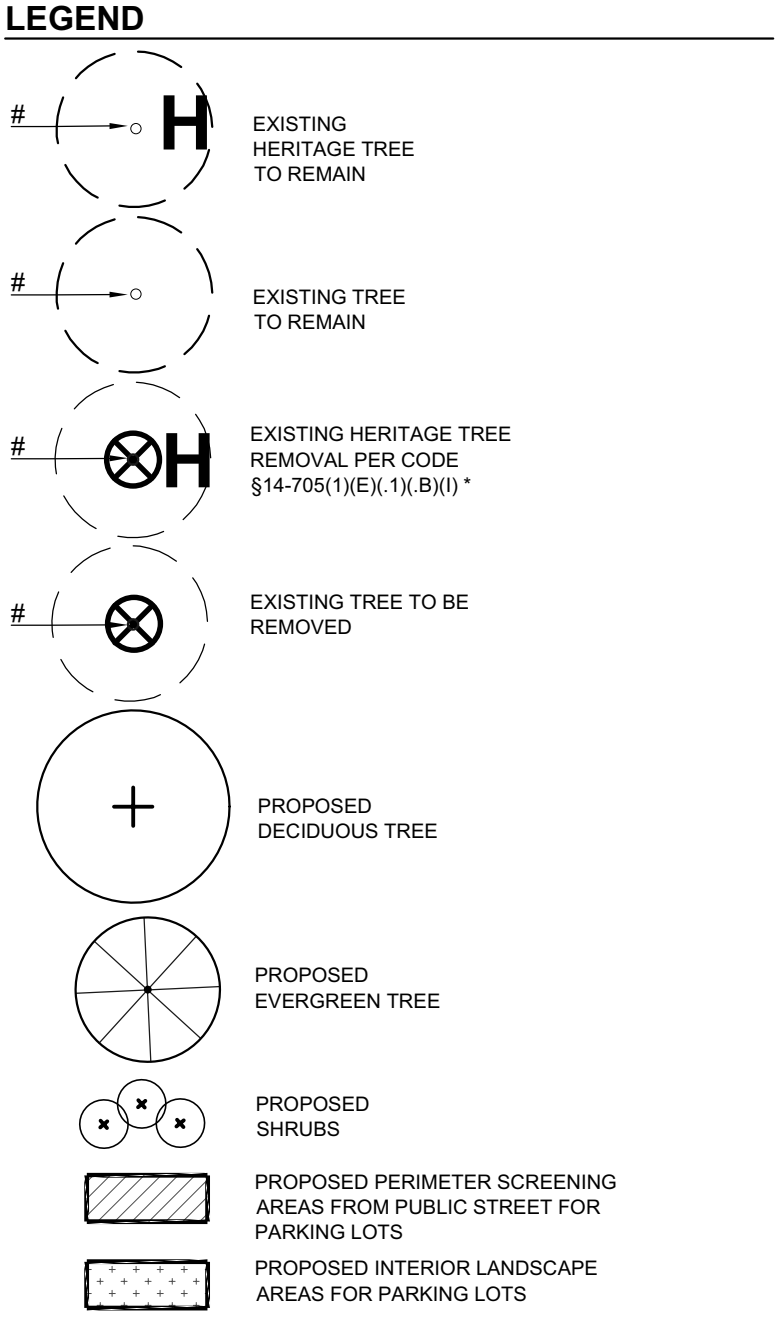 LEGEND
# H EXISTING
HERITAGE TREE
TO REMAIN
# EXISTING TREE
TO REMAIN
# H EXISTING HERITAGE TREE
REMOVAL PER CODE
§14-705(1)(E)(.1)(.B)(I) *
# EXISTING TREE TO BE
REMOVED
PROPOSED
DECIDUOUS TREE
PROPOSED
EVERGREEN TREE
PROPOSED
SHRUBS
PROPOSED PERIMETER SCREENING
AREAS FROM PUBLIC STREET FOR
PARKING LOTS
PROPOSED INTERIOR LANDSCAPE
AREAS FOR PARKING LOTS